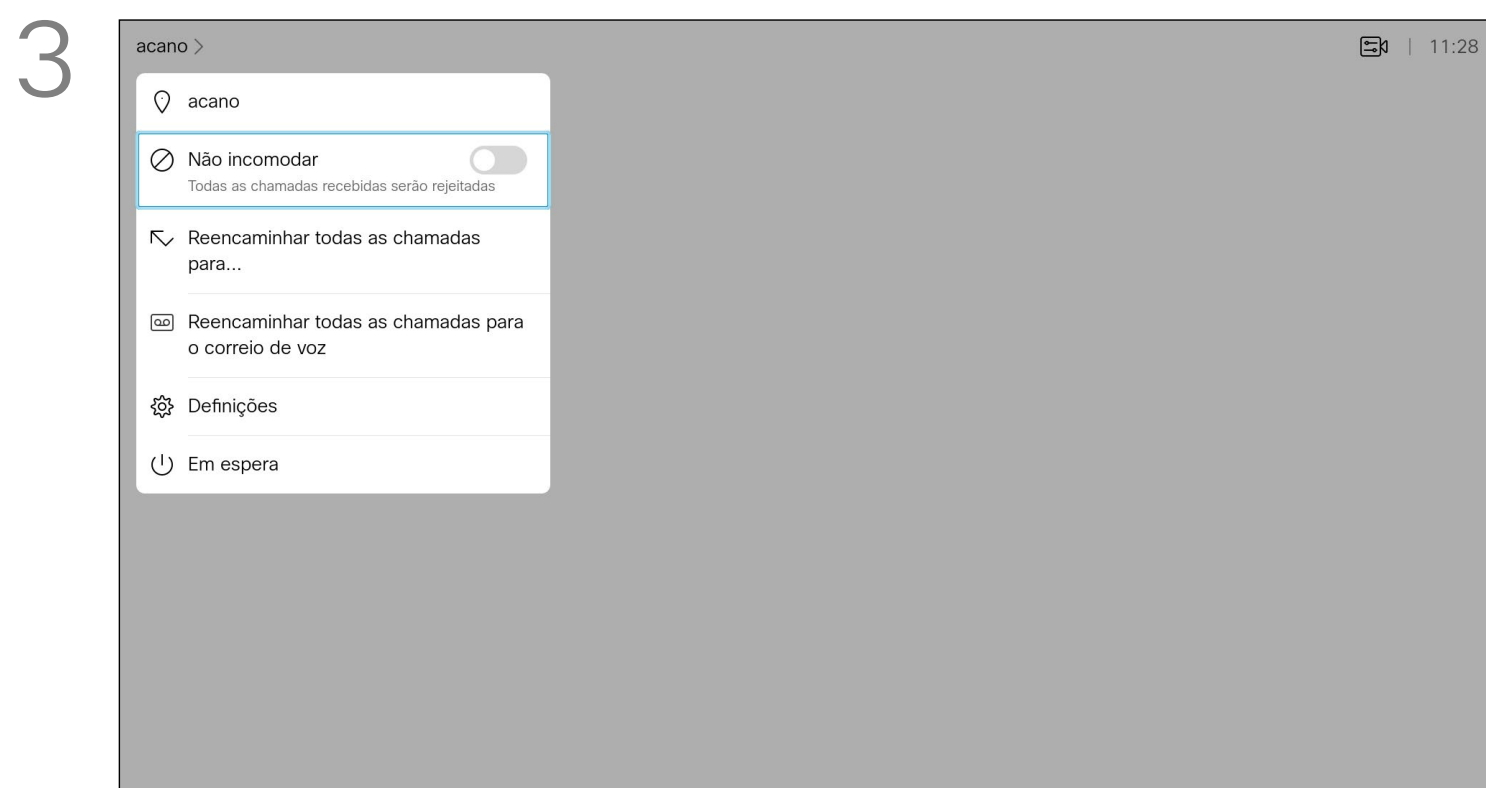 3
acano >
11:28
acano
Não incomodar
Todas as chamadas recebidas serão rejeitadas
Reencaminhar todas as chamadas
para...
Reencaminhar todas as chamadas para
o correio de voz
Definições
Em espera